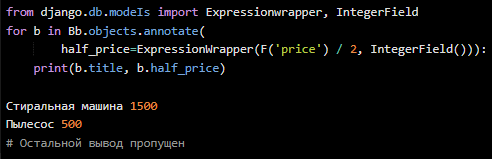 from django.db.modeIs import Expressionwrapper, IntegerField
for b in Bb.objects.annotate(
half_price=ExpressionWrapper(F('price') / 2, IntegerField())):
print(b.title, b.half_price)
Стиральная машина 1500
Пылесос 500
# Остальной вывод пропущен